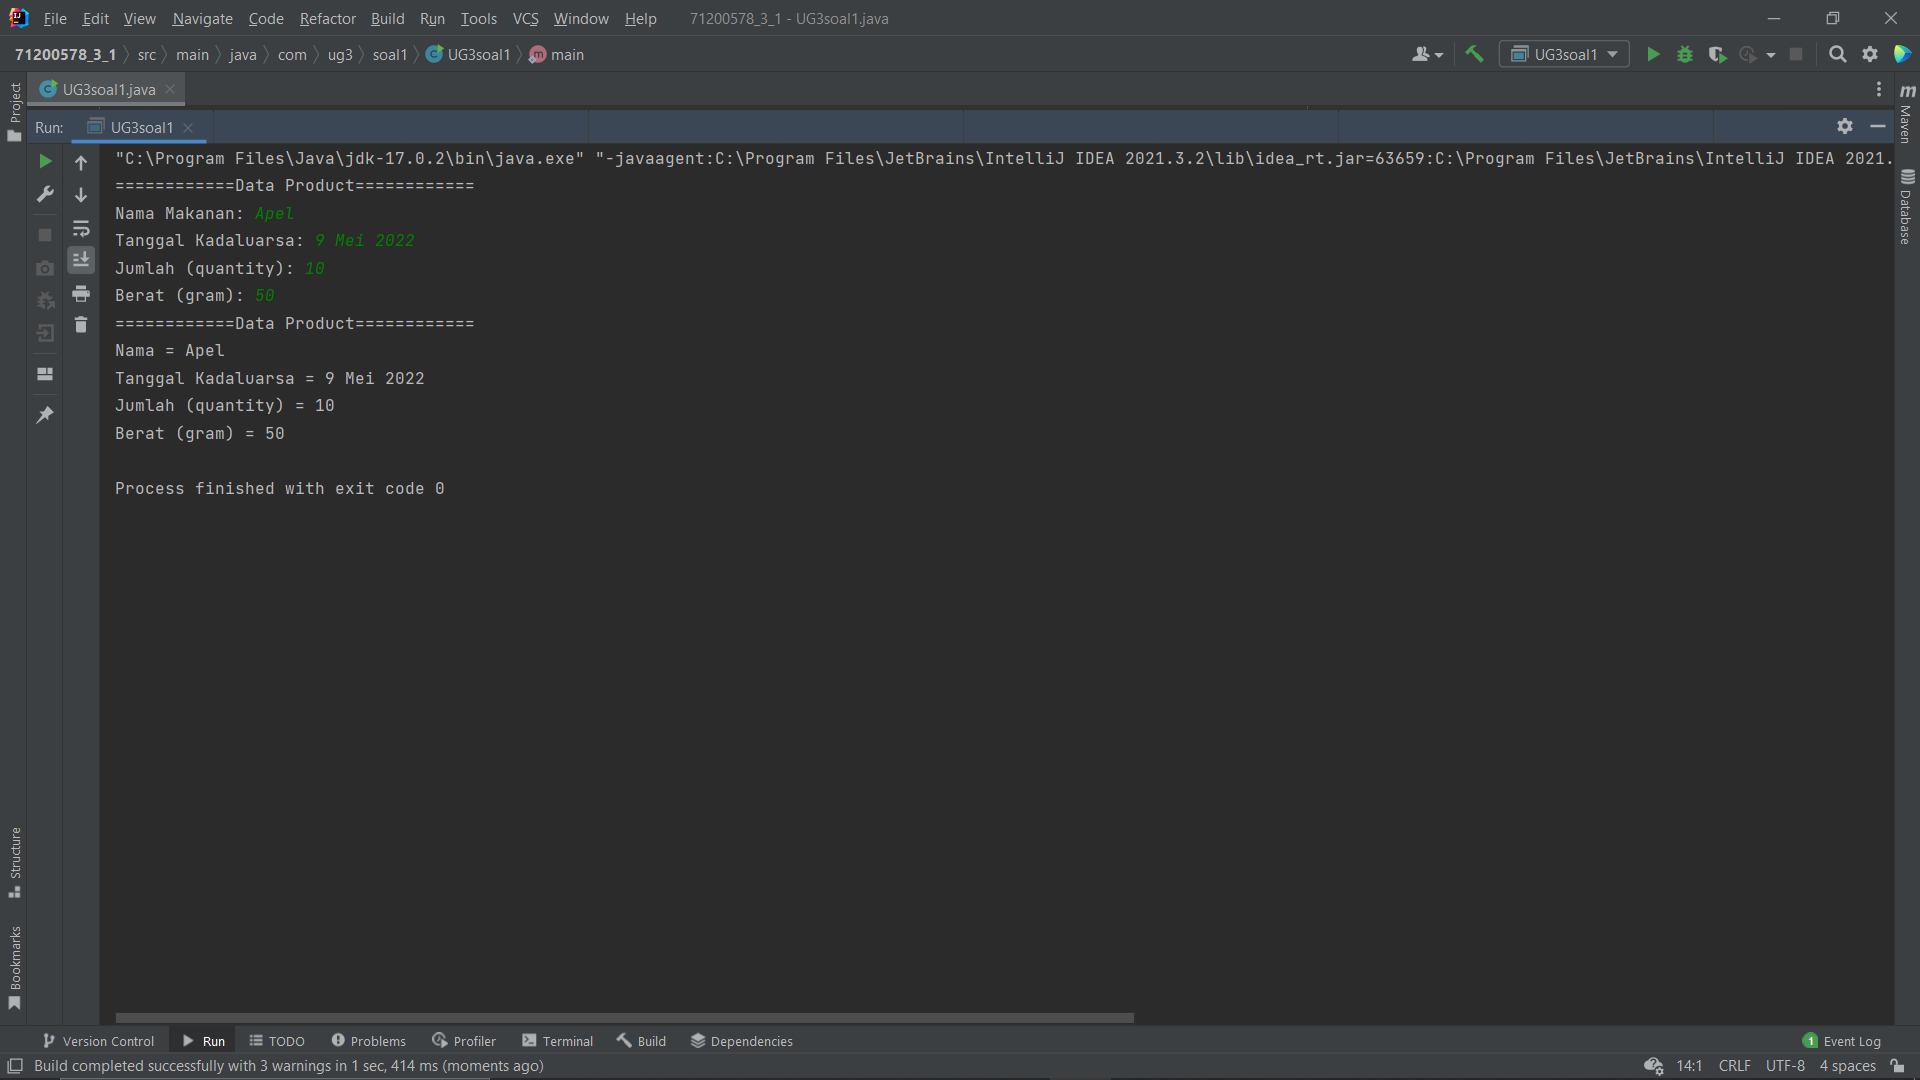 File Edit View Navigate Code Refactor Build Run Tools VCS Window Help 71200578_3_1 - UG3soal1.java
71200578_3_1 src main java com ug3 soal1 UG3soal1 main UG3soal1
UG3soal1.java
Run: UG3soal1
"C:\Program Files\Java\jdk-17.0.2\bin\java.exe" "-javaagent:C:\Program Files\JetBrains\IntelliJ IDEA 2021.3.2\lib\idea_rt.jar=63659:C:\Program Files\JetBrains\IntelliJ IDEA 2021.
============Data Product============
Nama Makanan: Apel
Tanggal Kadaluarsa: 9 Mei 2022
Jumlah (quantity): 10
Berat (gram): 50
============Data Product============
Nama = Apel
Tanggal Kadaluarsa = 9 Mei 2022
Jumlah (quantity) = 10
Berat (gram) = 50
Process finished with exit code 0
Project
Structure
Bookmarks
Maven
Database
Version Control Run TODO Problems Profiler Terminal Build Dependencies 1 Event Log
Build completed successfully with 3 warnings in 1 sec, 414 ms (moments ago) 14:1 CRLF UTF-8 4 spaces